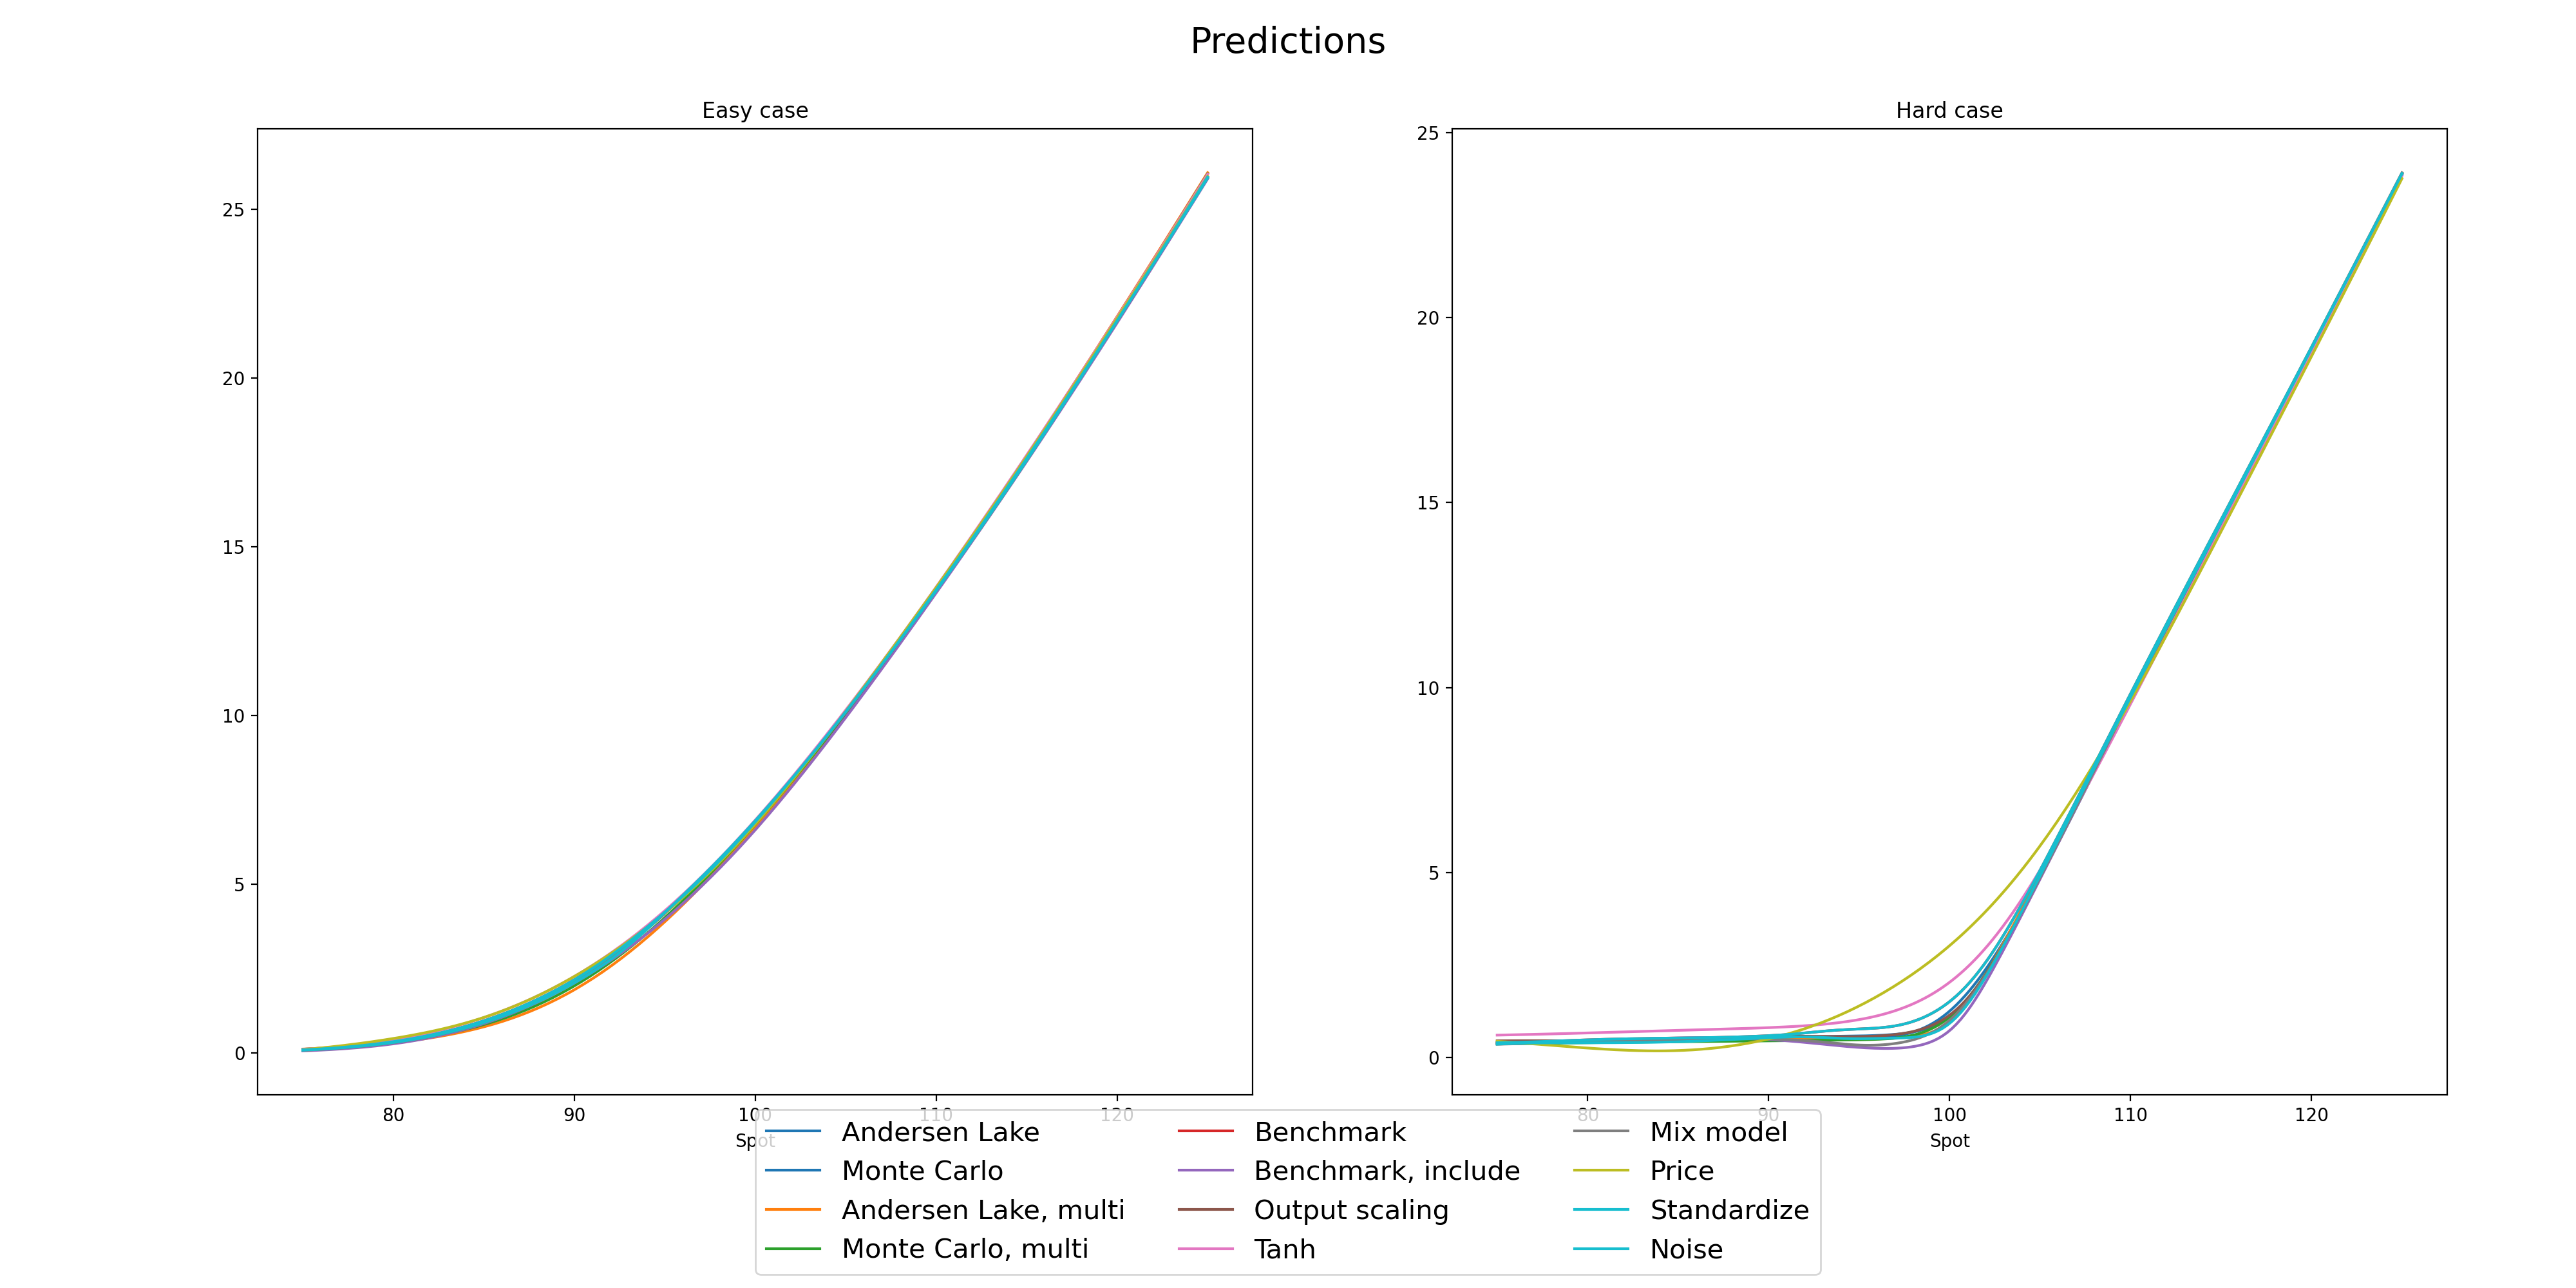 Predictions
Easy case
25
20
15
10
5
0
80 90 100 110 120
Spot
Hard case
25
20
15
10
5
0
80 90 100 110 120
Spot
Andersen Lake
Monte Carlo
Andersen Lake, multi
Monte Carlo, multi
Benchmark
Benchmark, include
Output scaling
Tanh
Mix model
Price
Standardize
Noise